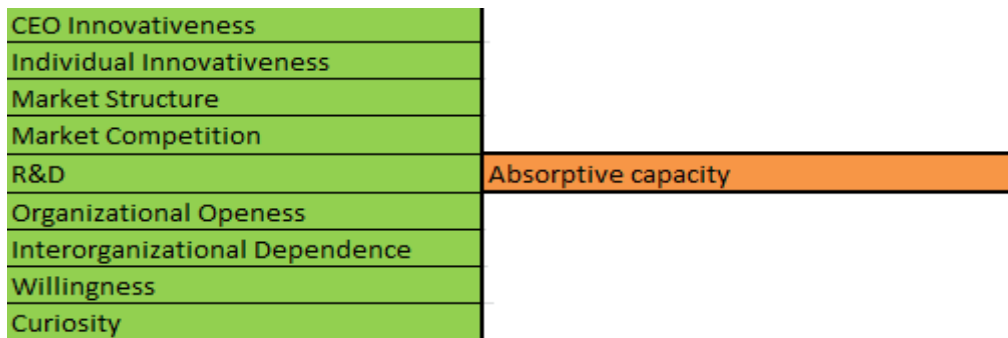 CEO Innovativeness
Individual Innovativeness
Market Structure
Market Competition
R&D Absorptive capacity
Organizational Openess
Interorganizational Dependence
Willingness
Curiosity